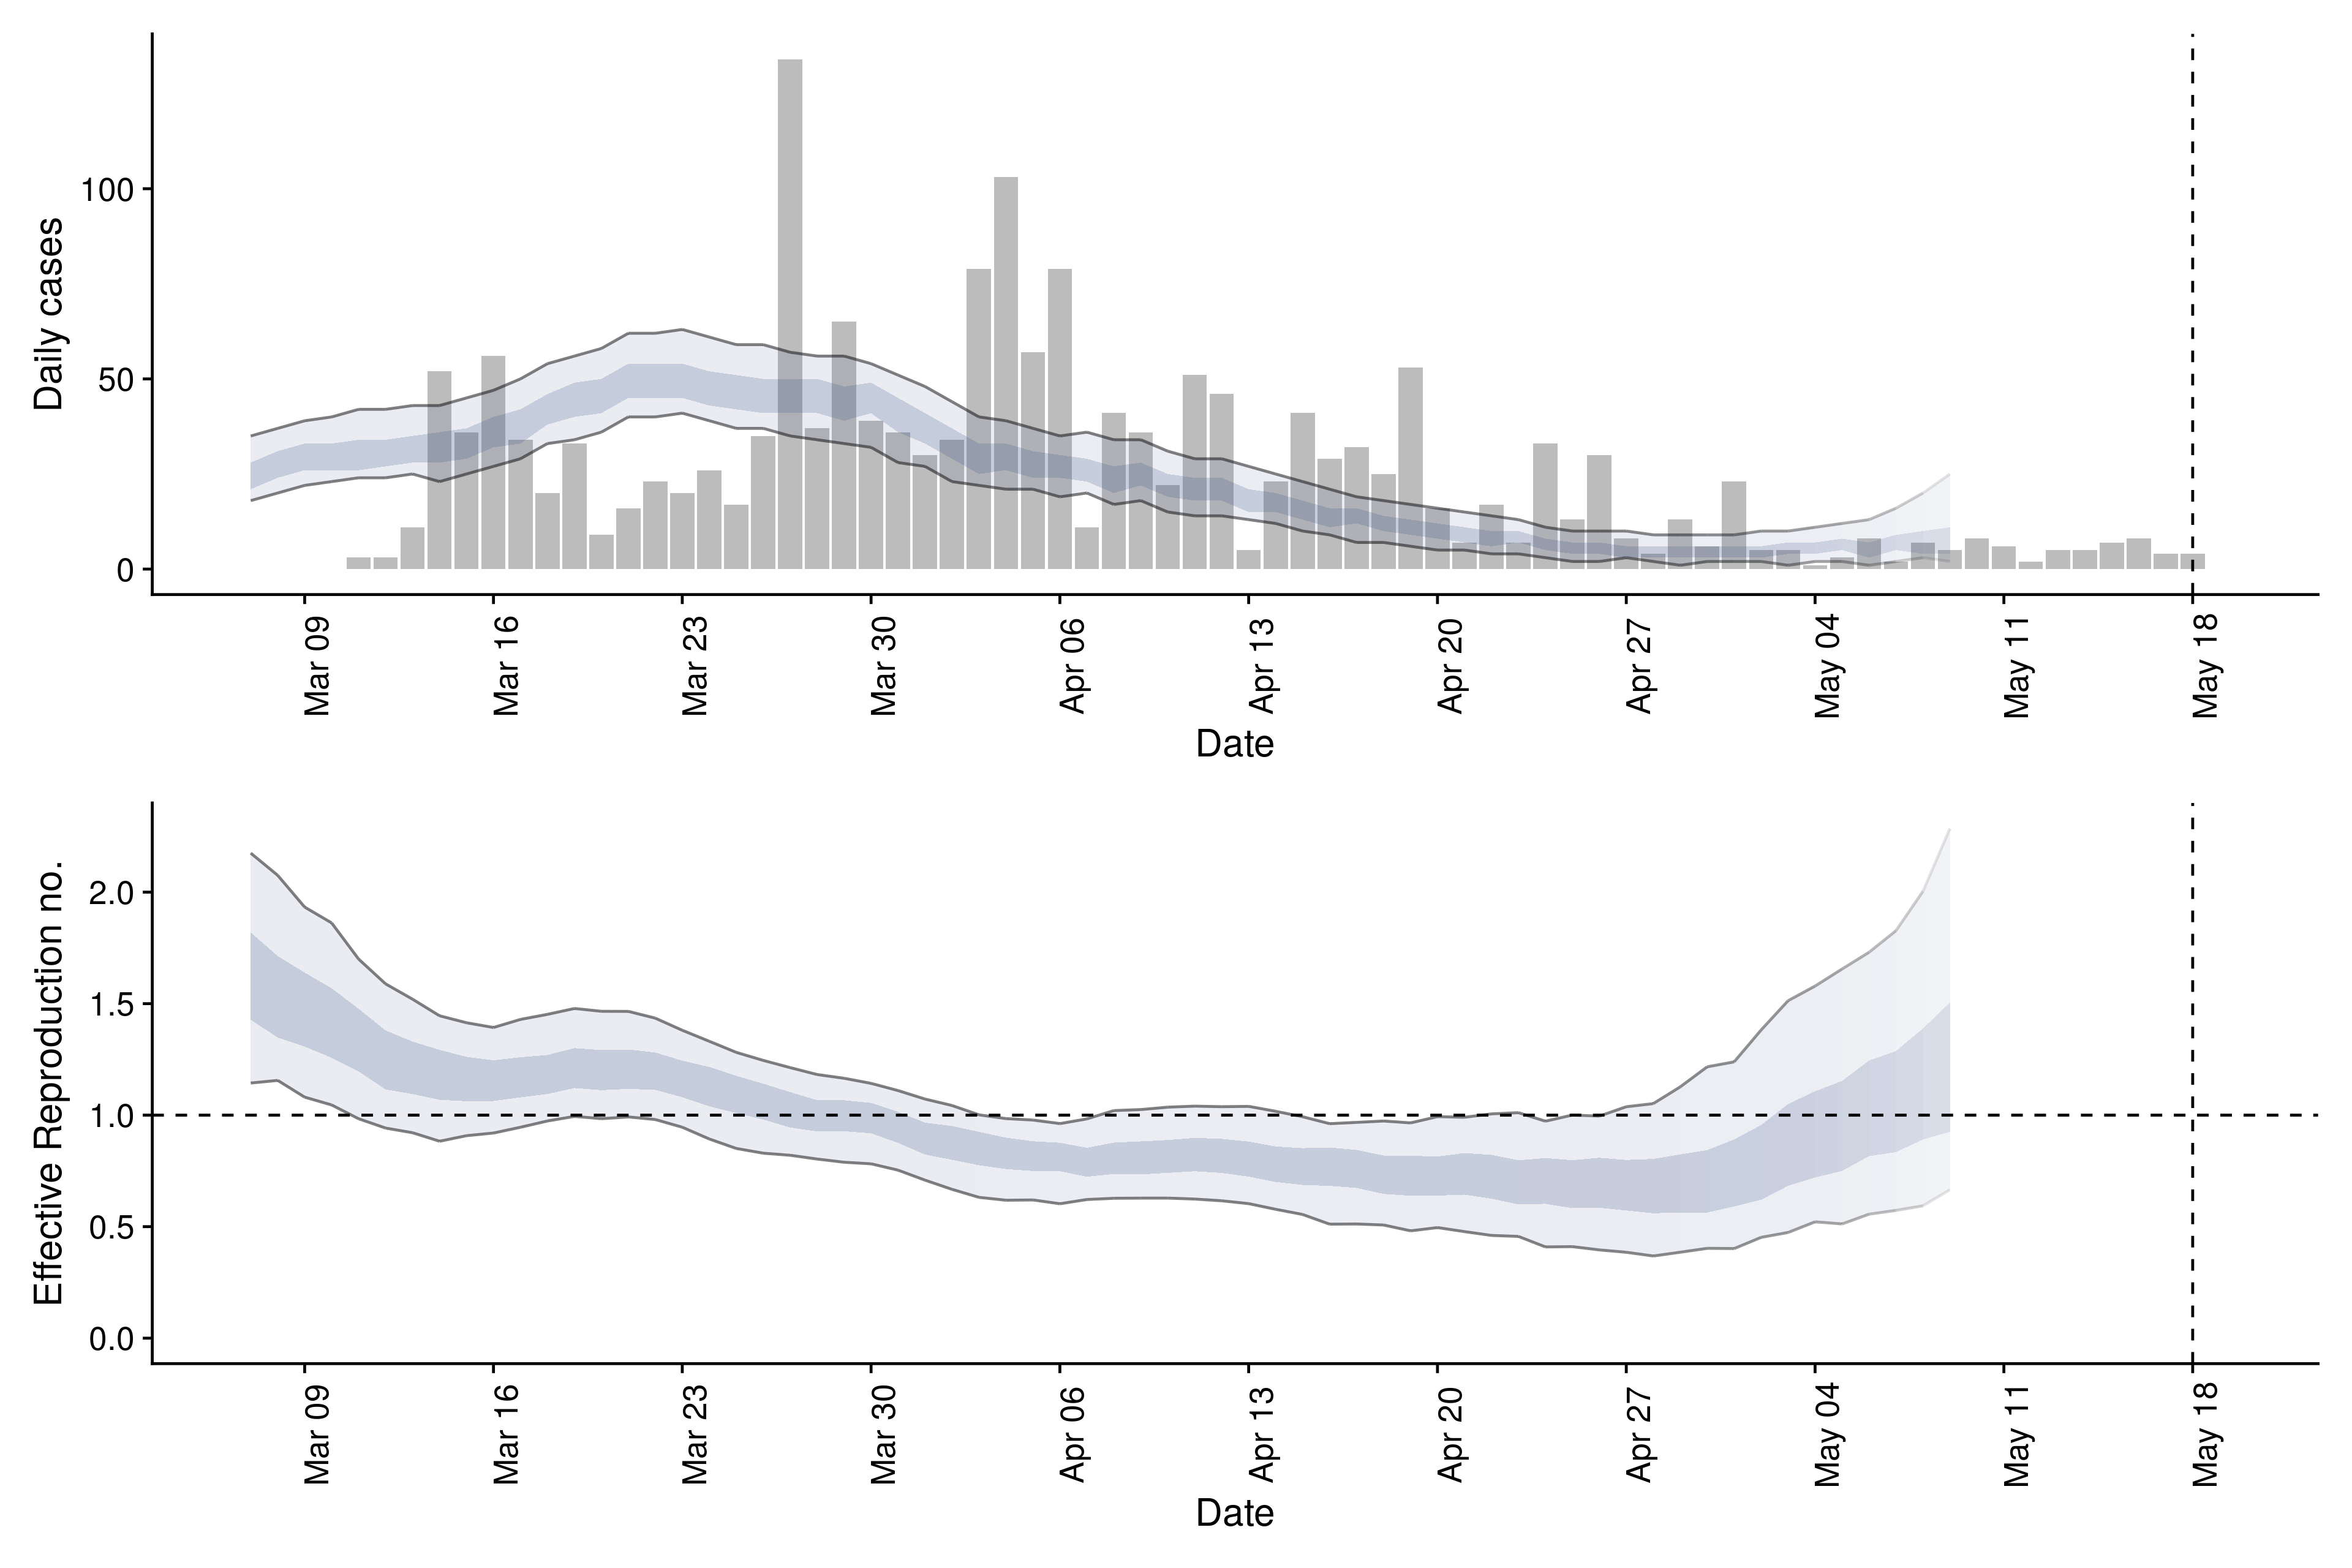 Daily cases
100
50
0
Mar 09
Mar 16
Mar 23
Mar 30
Apr 06
Apr 13
Apr 20
Apr 27
May 04
May 11
May 18
Date
Effective Reproduction no.
2.0
1.5
1.0
0.5
0.0
Mar 09
Mar 16
Mar 23
Mar 30
Apr 06
Apr 13
Apr 20
Apr 27
May 04
May 11
May 18
Date